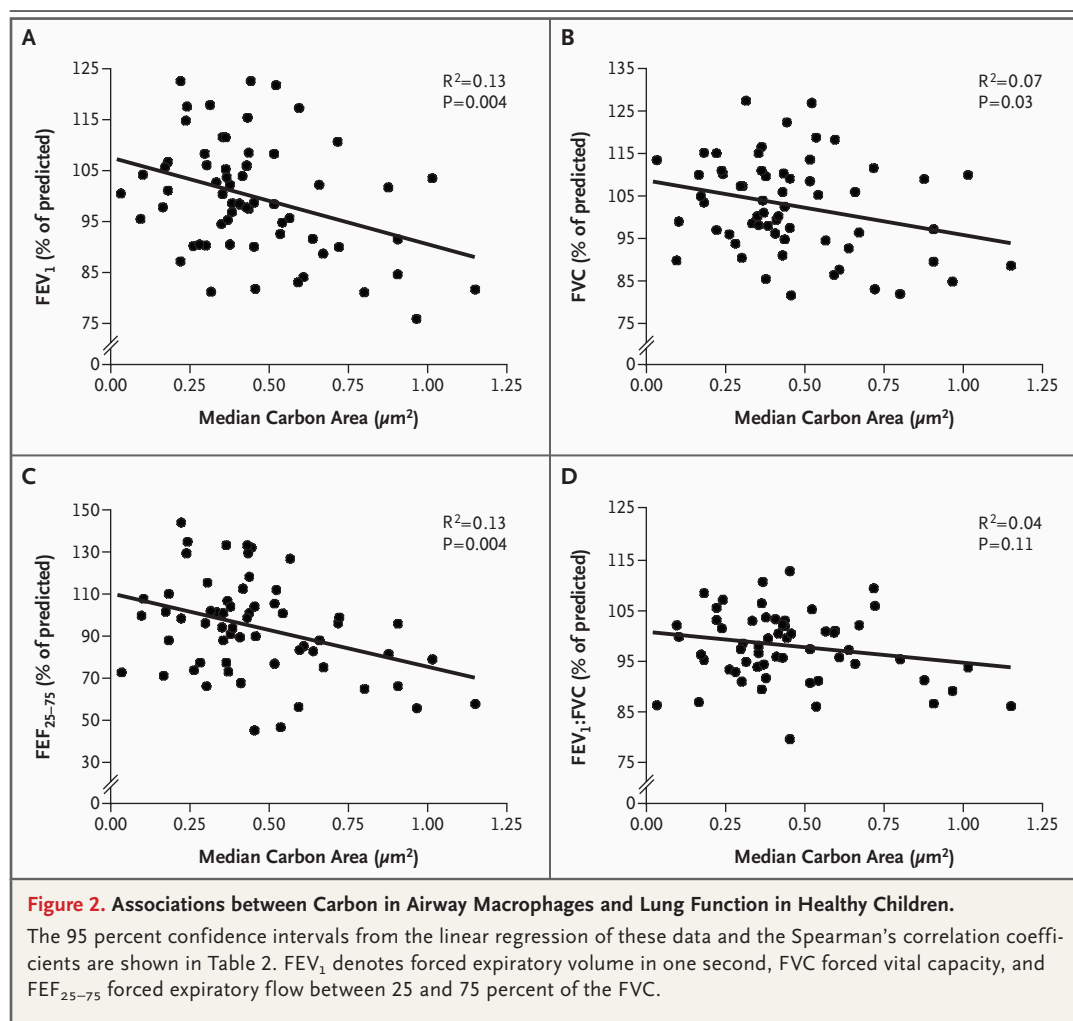 A
R²=0.13
P=0.004
FEV₁ (% of predicted)
125
115
105
95
85
75
0
0.00 0.25 0.50 0.75 1.00 1.25
Median Carbon Area (µm²)
B
R²=0.07
P=0.03
FVC (% of predicted)
135
125
115
105
95
85
75
0
0.00 0.25 0.50 0.75 1.00 1.25
Median Carbon Area (µm²)
C
R²=0.13
P=0.004
FEF₂₅₋₇₅ (% of predicted)
150
130
110
90
70
50
30
0
0.00 0.25 0.50 0.75 1.00 1.25
Median Carbon Area (µm²)
D
R²=0.04
P=0.11
FEV₁:FVC (% of predicted)
125
115
105
95
85
75
0
0.00 0.25 0.50 0.75 1.00 1.25
Median Carbon Area (µm²)
Figure 2. Associations between Carbon in Airway Macrophages and Lung Function in Healthy Children.
The 95 percent confidence intervals from the linear regression of these data and the Spearman's correlation coeffi-
cients are shown in Table 2. FEV₁ denotes forced expiratory volume in one second, FVC forced vital capacity, and
FEF₂₅₋₇₅ forced expiratory flow between 25 and 75 percent of the FVC.